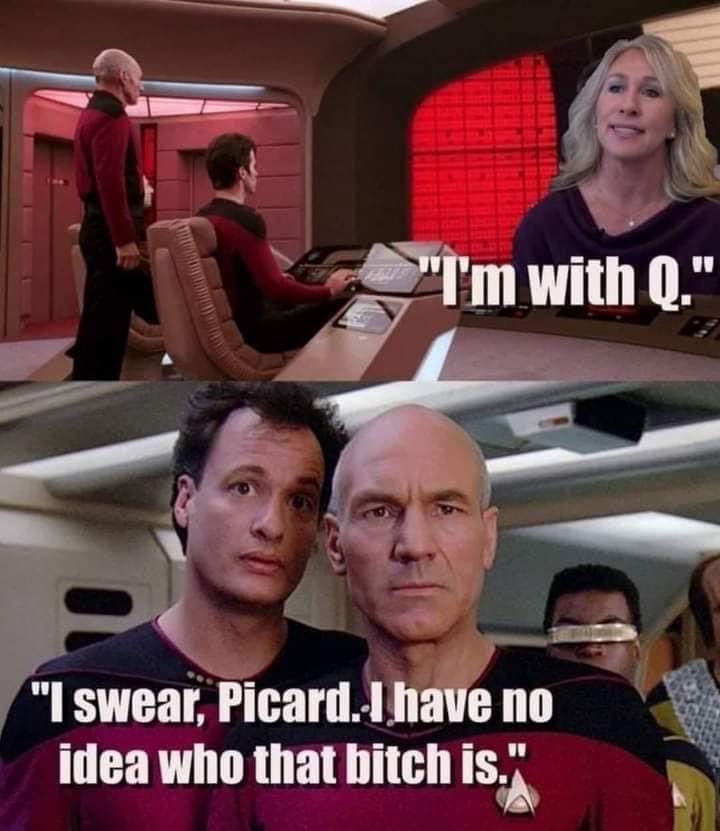 "I'm with Q."
"I swear, Picard. I have no
idea who that bitch is."